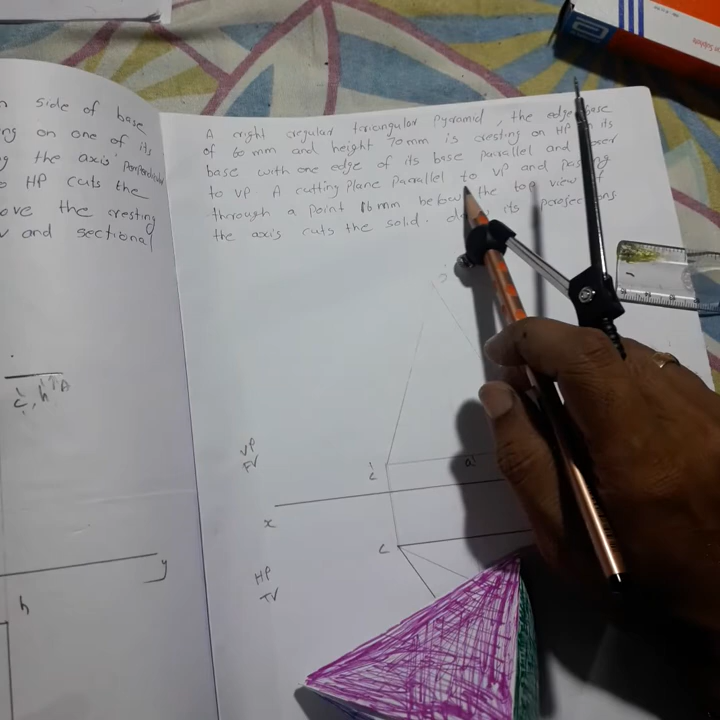 side of base
ng on one of its
the axis perpendicular
HP cuts the
ove the cresting
and sectional
A right regular triangular pyramid, the edge base
of 60 mm and height 70 mm is resting on HP its
base with one edge of its base parallel and
to VP. A cutting plane parallel to VP and passing
through a point 16 mm below the top view of
the axis cuts the solid. its projections
c', h'
y
h
o'
VP
FV
c'
a'
x
c
HP
TV